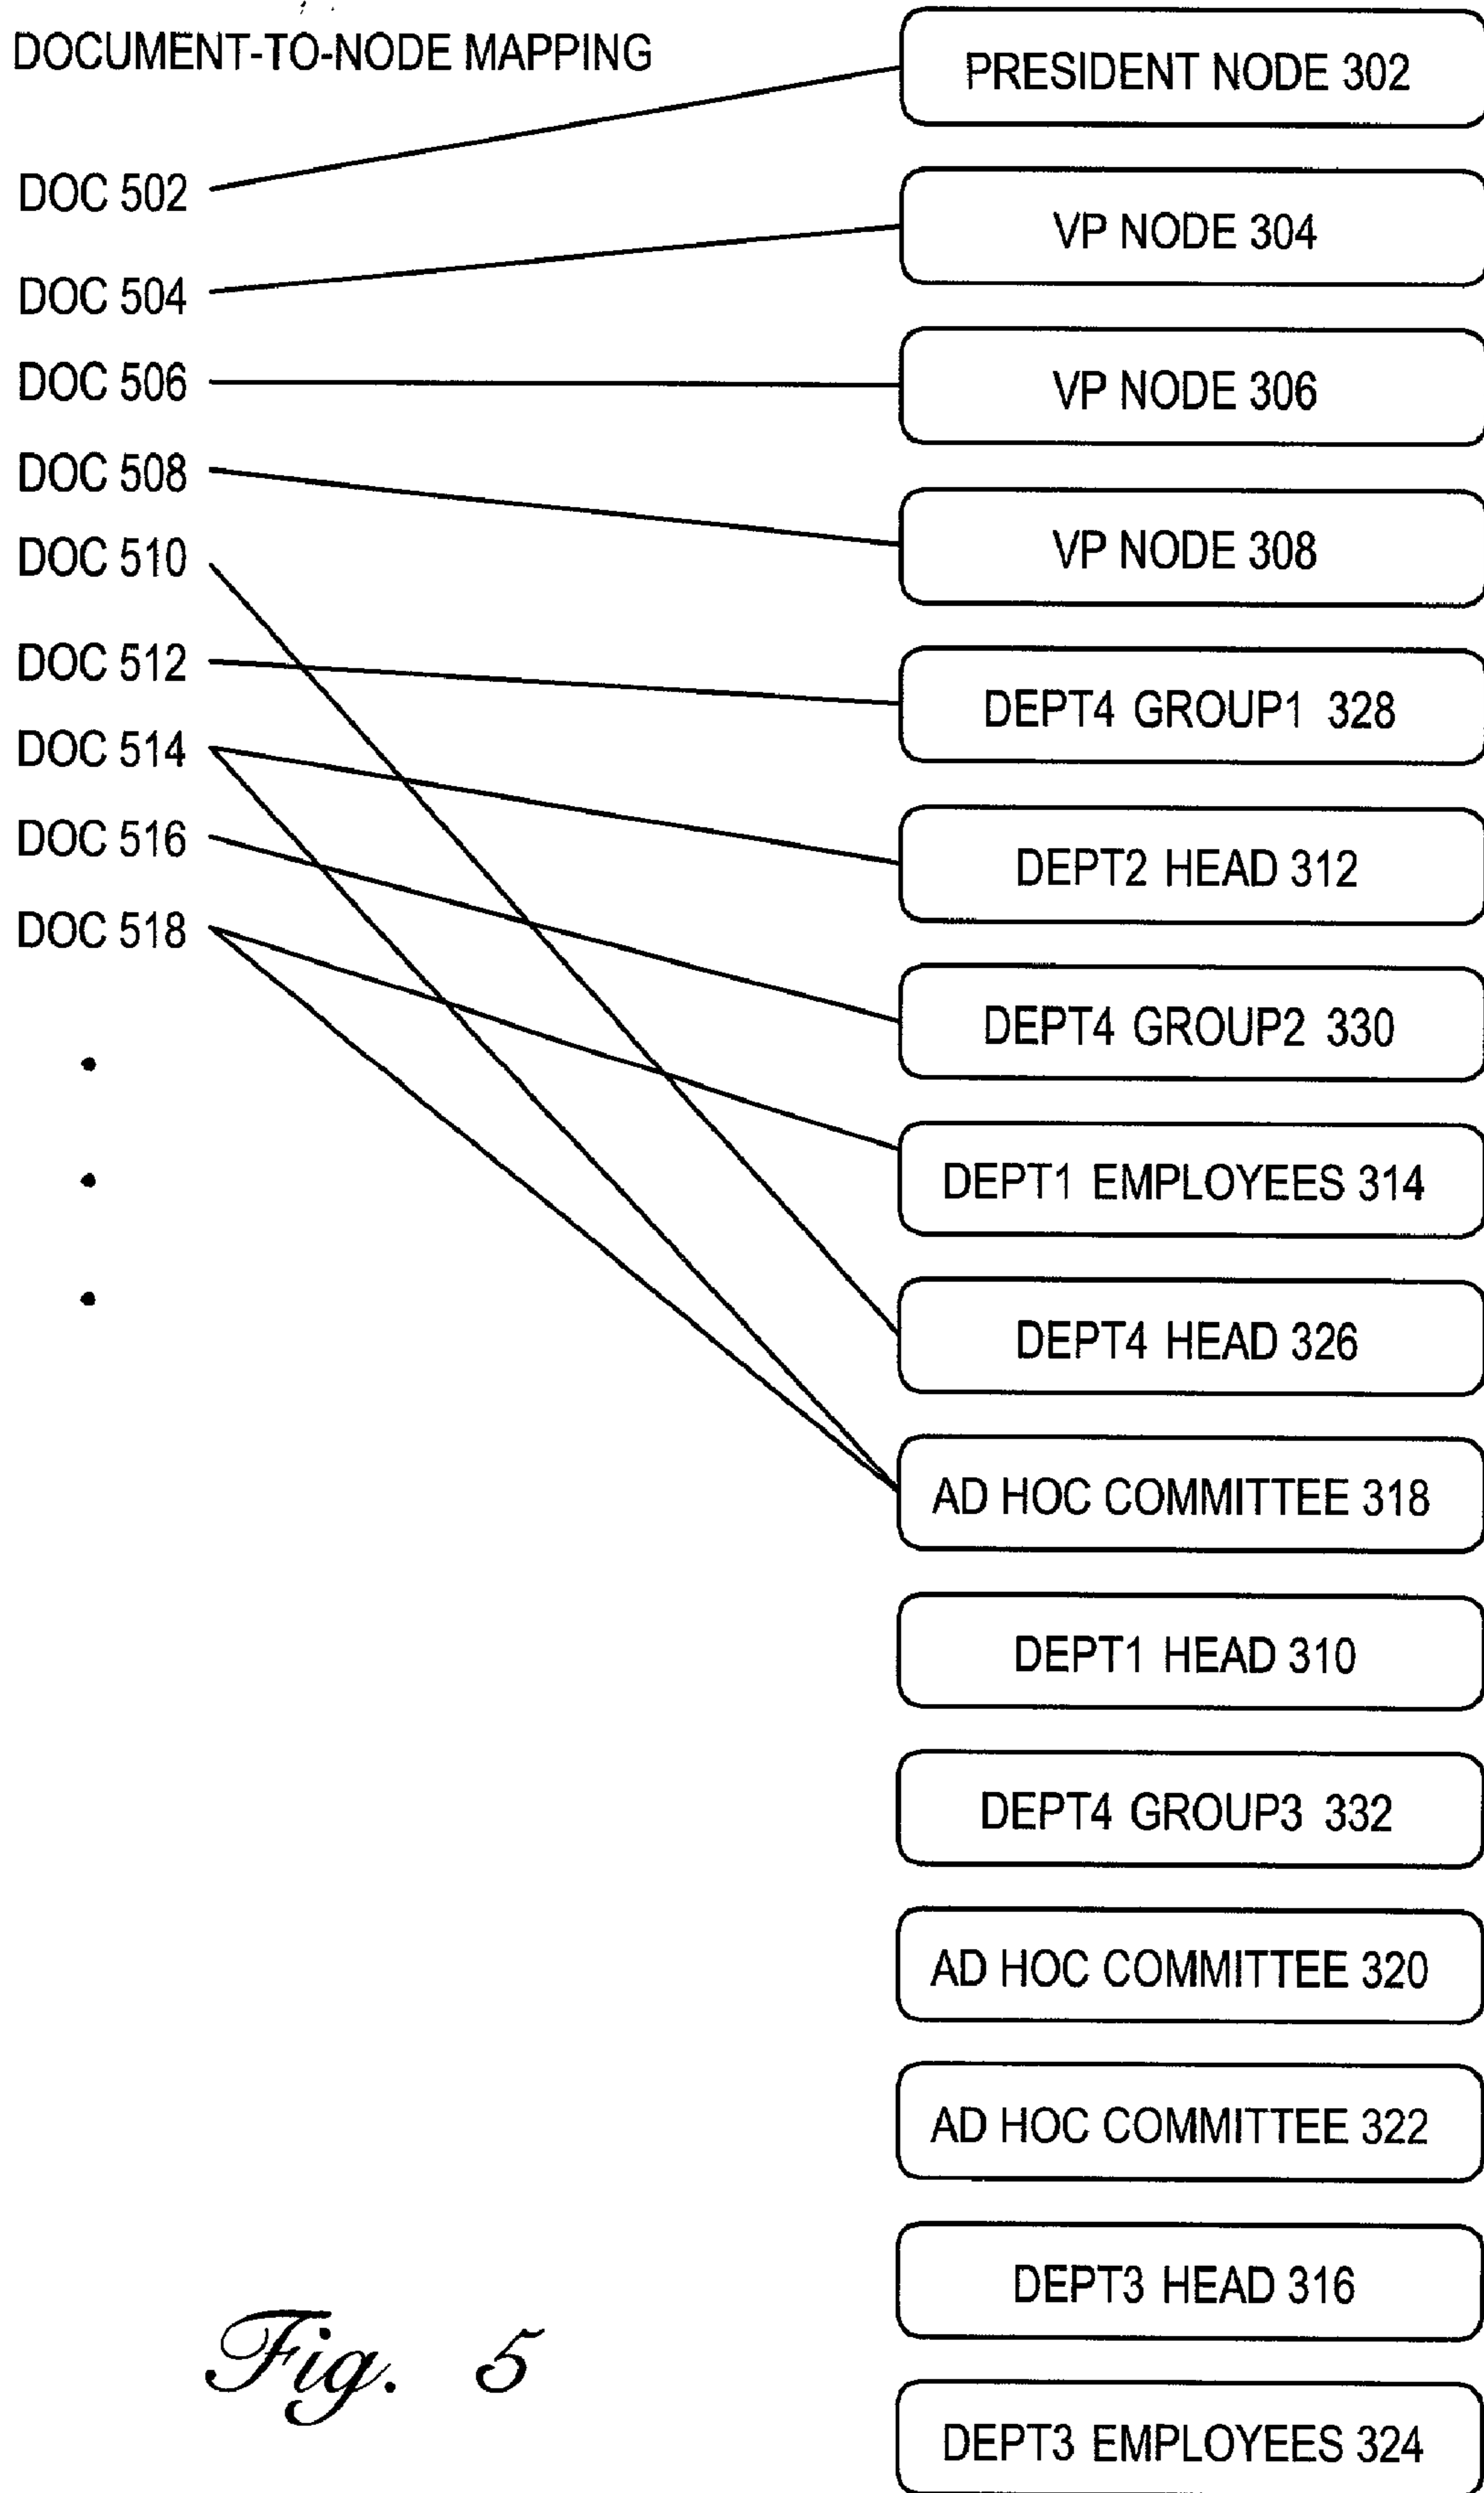 DOCUMENT-TO-NODE MAPPING
DOC 502
DOC 504
DOC 506
DOC 508
DOC 510
DOC 512
DOC 514
DOC 516
DOC 518
PRESIDENT NODE 302
VP NODE 304
VP NODE 306
VP NODE 308
DEPT4 GROUP1 328
DEPT2 HEAD 312
DEPT4 GROUP2 330
DEPT1 EMPLOYEES 314
DEPT4 HEAD 326
AD HOC COMMITTEE 318
DEPT1 HEAD 310
DEPT4 GROUP3 332
AD HOC COMMITTEE 320
AD HOC COMMITTEE 322
DEPT3 HEAD 316
DEPT3 EMPLOYEES 324
Fig. 5